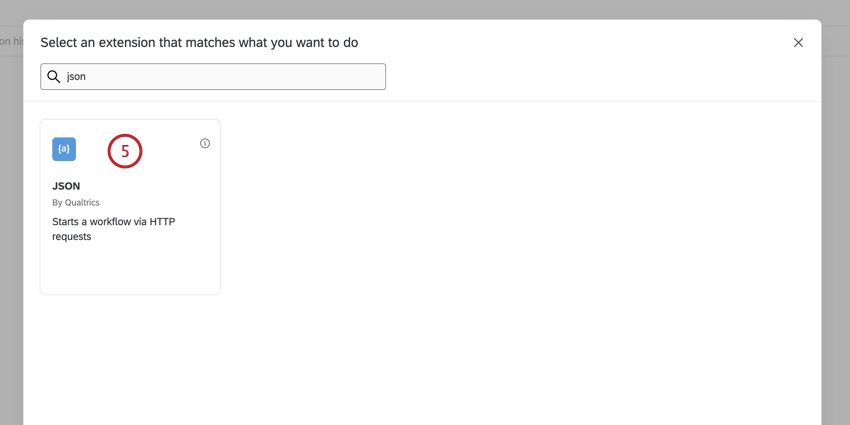 Select an extension that matches what you want to do
on his
json
{a}
5
JSON
By Qualtrics
Starts a workflow via HTTP
requests